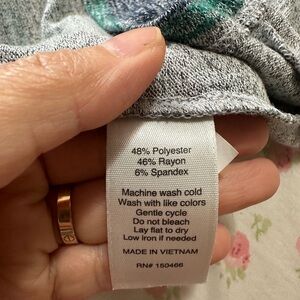 48% Polyester
46% Rayon
6% Spandex
Machine wash cold
Wash with like colors
Gentle cycle
Do not bleach
Lay flat to dry
Low iron if needed
MADE IN VIETNAM
RN# 150466